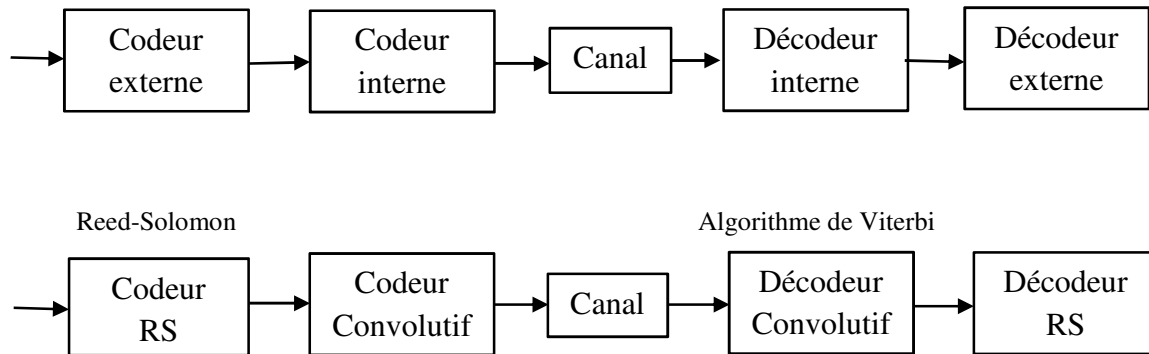 Codeur
externe
Codeur
interne
Canal
Décodeur
interne
Décodeur
externe
Reed-Solomon
Algorithme de Viterbi
Codeur
RS
Codeur
Convolutif
Canal
Décodeur
Convolutif
Décodeur
RS